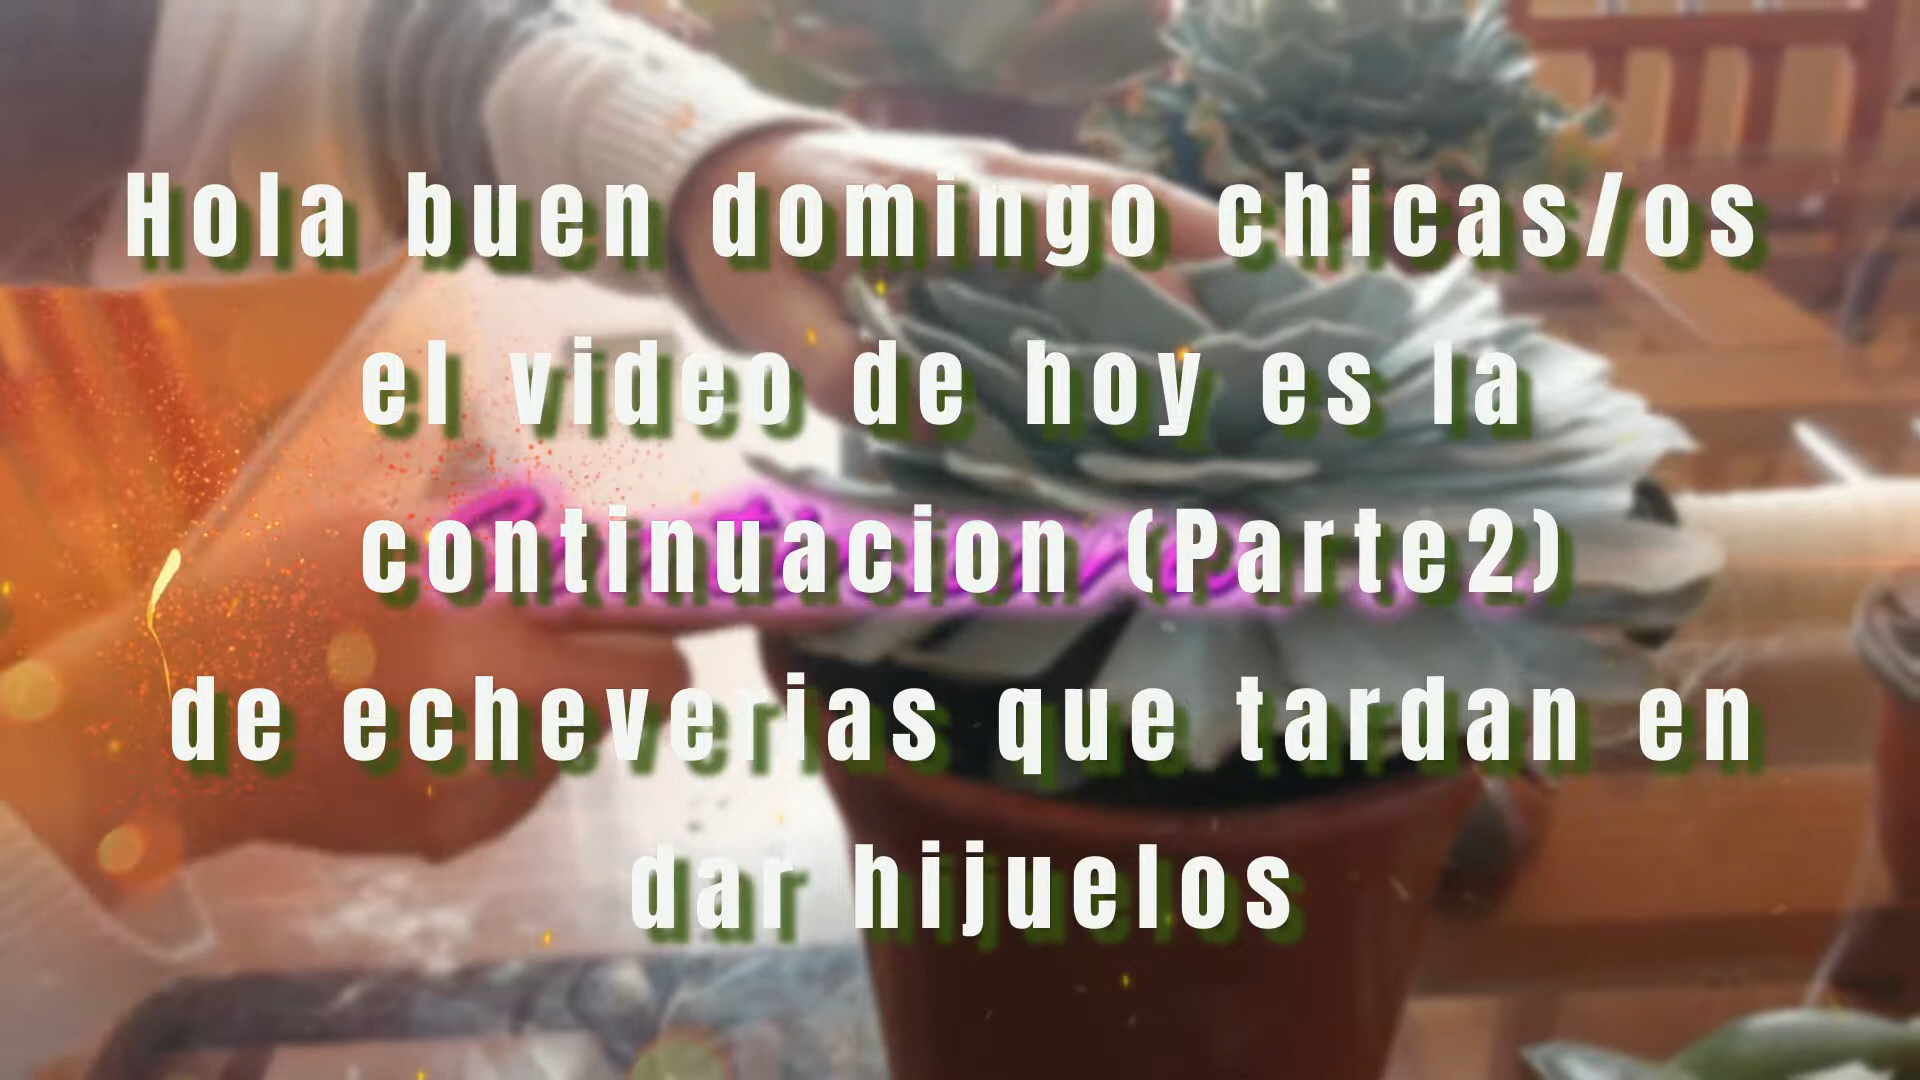 Hola buen domingo chicas/os
el video de hoy es la
continuacion (Parte2)
de echeverias que tardan en
dar hijuelos